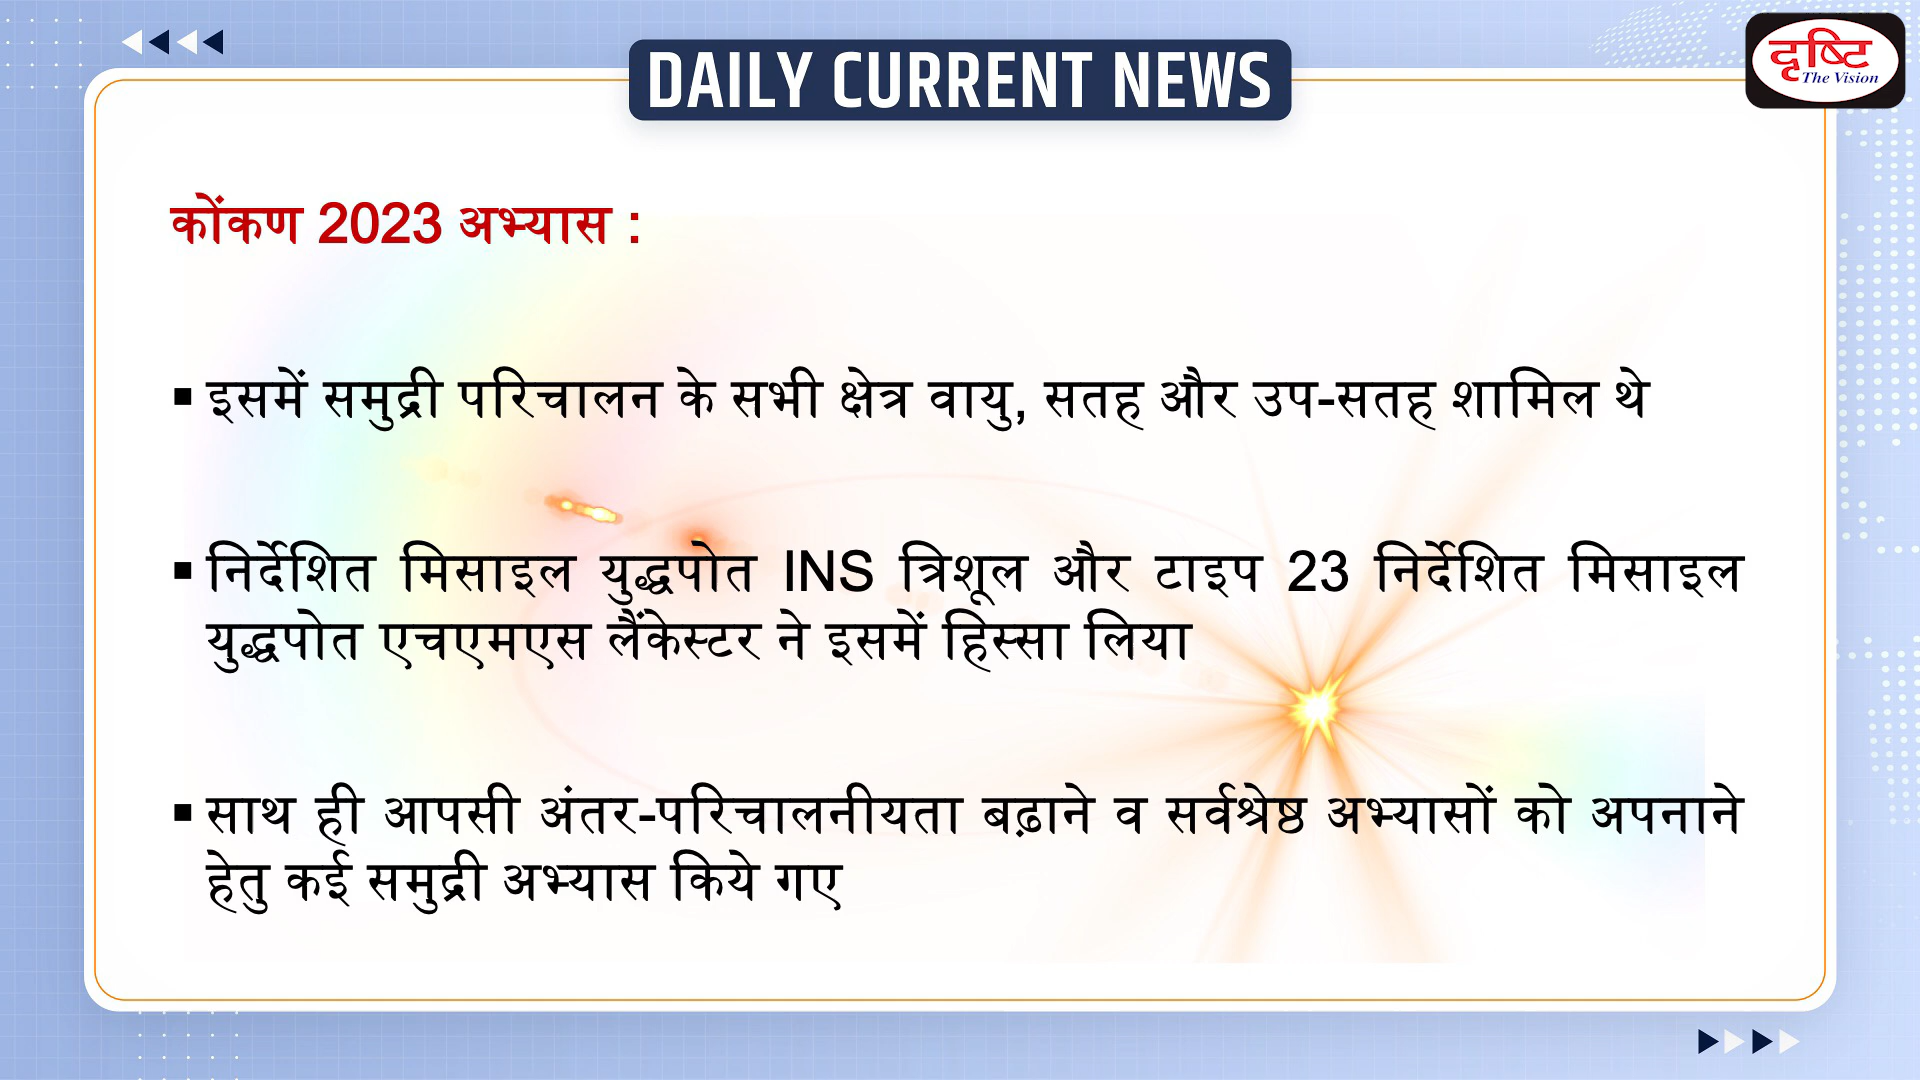 DAILY CURRENT NEWS
दृष्टि
The Vision
कोंकण 2023 अभ्यास :
▪ इसमें समुद्री परिचालन के सभी क्षेत्र वायु, सतह और उप-सतह शामिल थे
▪ निर्देशित मिसाइल युद्धपोत INS त्रिशूल और टाइप 23 निर्देशित मिसाइल
युद्धपोत एचएमएस लैंकेस्टर ने इसमें हिस्सा लिया
▪ साथ ही आपसी अंतर-परिचालनीयता बढ़ाने व सर्वश्रेष्ठ अभ्यासों को अपनाने
हेतु कई समुद्री अभ्यास किये गए